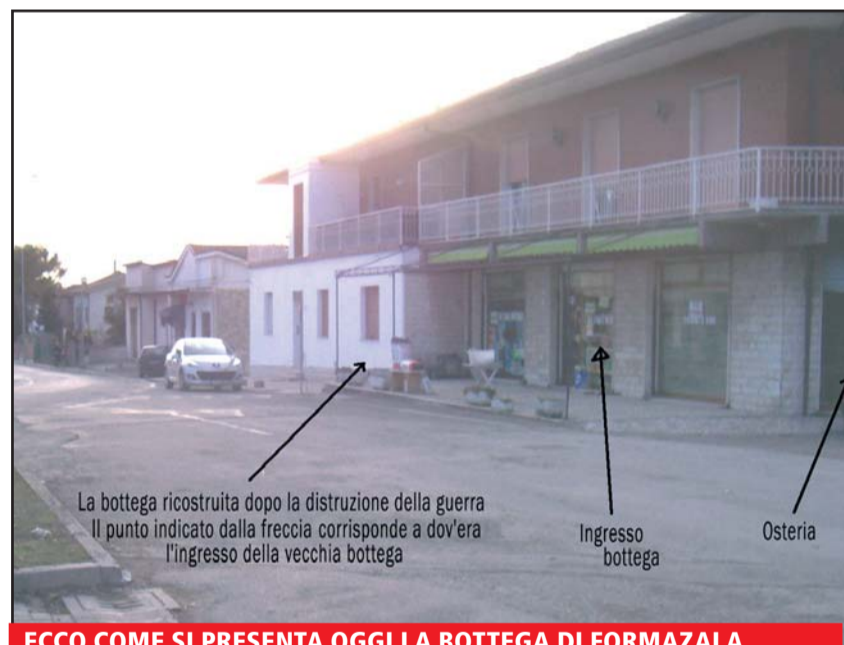 La bottega ricostruita dopo la distruzione della guerra
Il punto indicato dalla freccia corrisponde a dov'era
l'ingresso della vecchia bottega
Ingresso
bottega
Osteria
ECCO COME SI PRESENTA OGGI LA BOTTEGA DI FORMAZALA